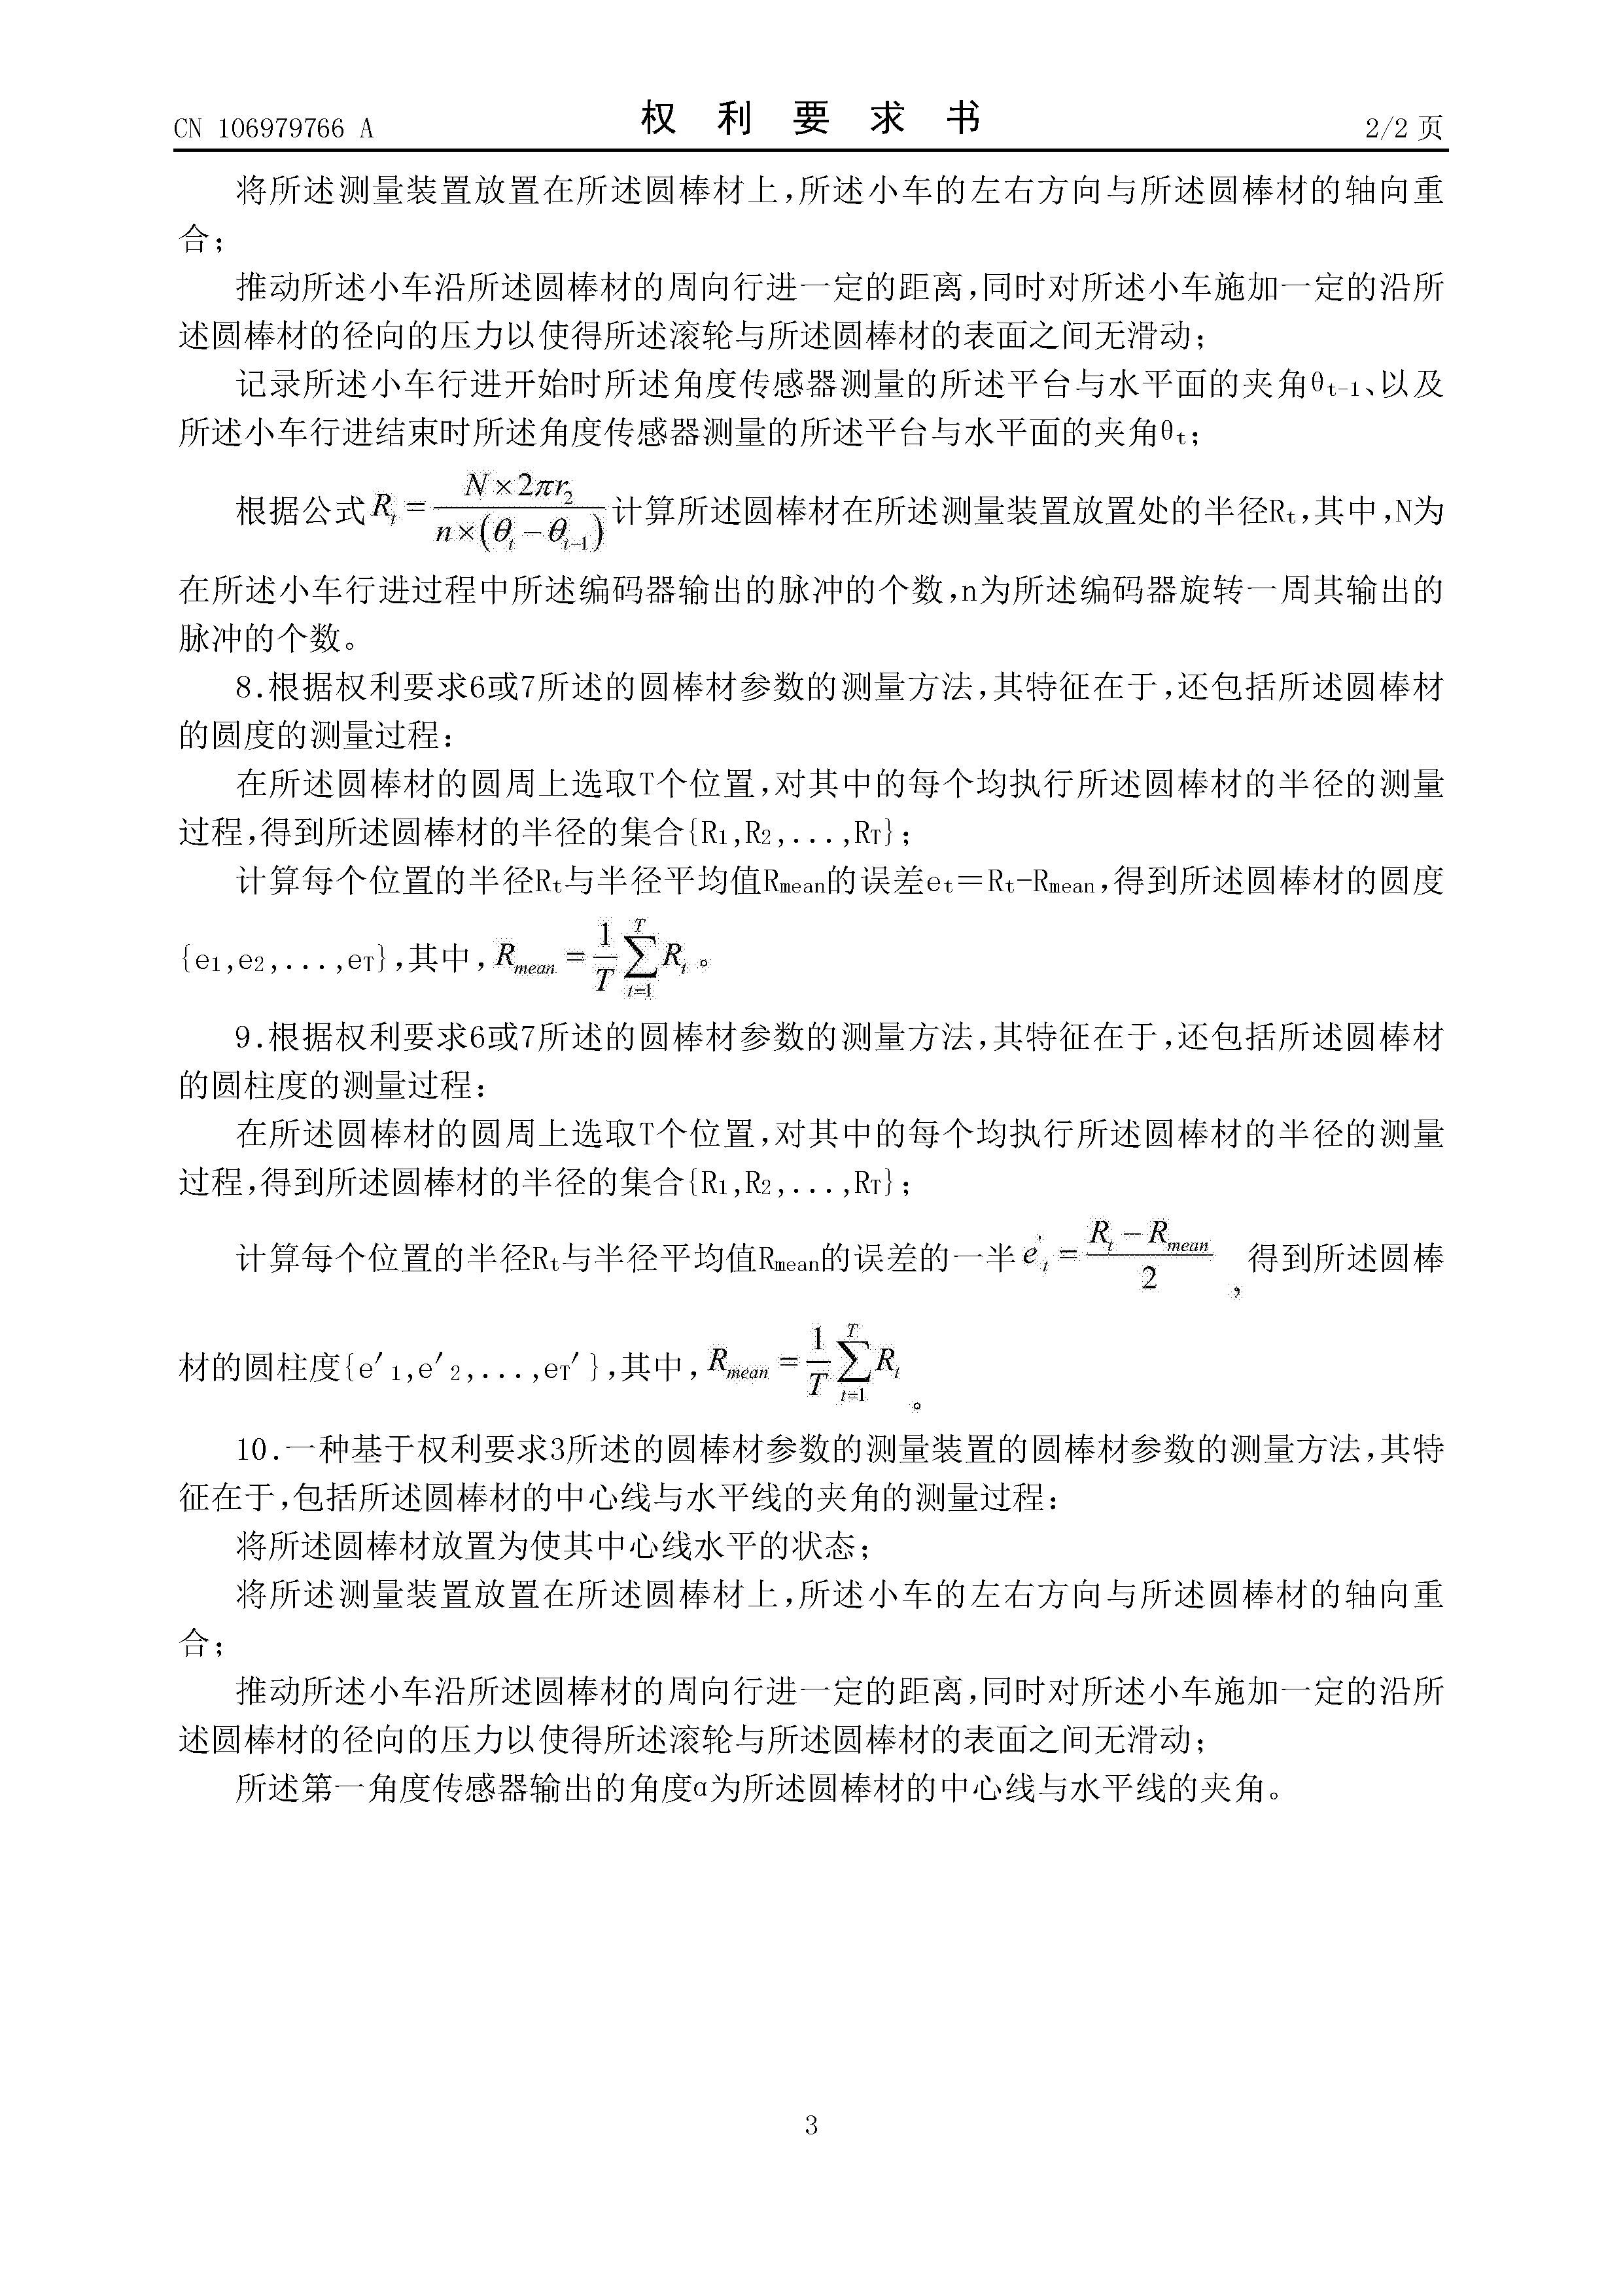 CN 106979766 A
权利要求书
2/2 页
将所述测量装置放置在所述圆棒材上,所述小车的左右方向与所述圆棒材的轴向重
合;
推动所述小车沿所述圆棒材的周向行进一定的距离,同时对所述小车施加一定的沿所
述圆棒材的径向的压力以使得所述滚轮与所述圆棒材的表面之间无滑动;
记录所述小车行进开始时所述角度传感器测量的所述平台与水平面的夹角θt-1、以及
所述小车行进结束时所述角度传感器测量的所述平台与水平面的夹角θt;
根据公式 R_t = \frac{N×2πr_2}{n×(θ_t−θ_{t−1})} 计算所述圆棒材在所述测量装置放置处的半径Rt,其中,N为
在所述小车行进过程中所述编码器输出的脉冲的个数,n为所述编码器旋转一周其输出的
脉冲的个数。
8.根据权利要求6或7所述的圆棒材参数的测量方法,其特征在于,还包括所述圆棒材
的圆度的测量过程:
在所述圆棒材的圆周上选取T个位置,对其中的每个均执行所述圆棒材的半径的测量
过程,得到所述圆棒材的半径的集合{R1,R2,...,RT};
计算每个位置的半径Rt与半径平均值Rmean的误差et=Rt-Rmean,得到所述圆棒材的圆度
{e1,e2,...,eT},其中, R_{mean} = \frac{1}{T}\sum_{t=1}^{T} R_t 。
9.根据权利要求6或7所述的圆棒材参数的测量方法,其特征在于,还包括所述圆棒材
的圆柱度的测量过程:
在所述圆棒材的圆周上选取T个位置,对其中的每个均执行所述圆棒材的半径的测量
过程,得到所述圆棒材的半径的集合{R1,R2,...,RT};
计算每个位置的半径Rt与半径平均值Rmean的误差的一半 e'_t = \frac{R_t − R_{mean}}{2} ,得到所述圆棒
材的圆柱度{e′1,e′2,...,eT′},其中, R_{mean} = \frac{1}{T}\sum_{t=1}^{T} R_t 。
10.一种基于权利要求3所述的圆棒材参数的测量装置的圆棒材参数的测量方法,其特
征在于,包括所述圆棒材的中心线与水平线的夹角的测量过程:
将所述圆棒材放置为使其中心线水平的状态;
将所述测量装置放置在所述圆棒材上,所述小车的左右方向与所述圆棒材的轴向重
合;
推动所述小车沿所述圆棒材的周向行进一定的距离,同时对所述小车施加一定的沿所
述圆棒材的径向的压力以使得所述滚轮与所述圆棒材的表面之间无滑动;
所述第一角度传感器输出的角度α为所述圆棒材的中心线与水平线的夹角。
3